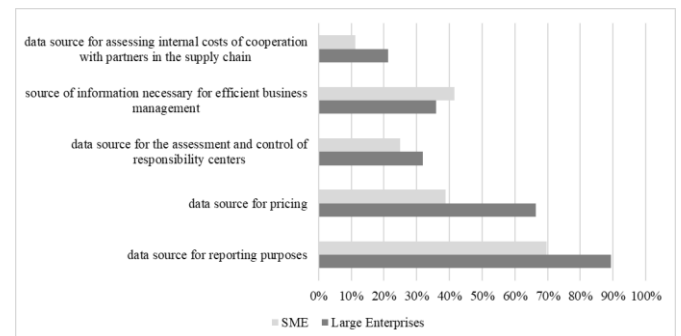 data source for assessing internal costs of cooperation
with partners in the supply chain
source of information necessary for efficient business
management
data source for the assessment and control of
responsibility centers
data source for pricing
data source for reporting purposes
0% 10% 20% 30% 40% 50% 60% 70% 80% 90% 100%
SME Large Enterprises